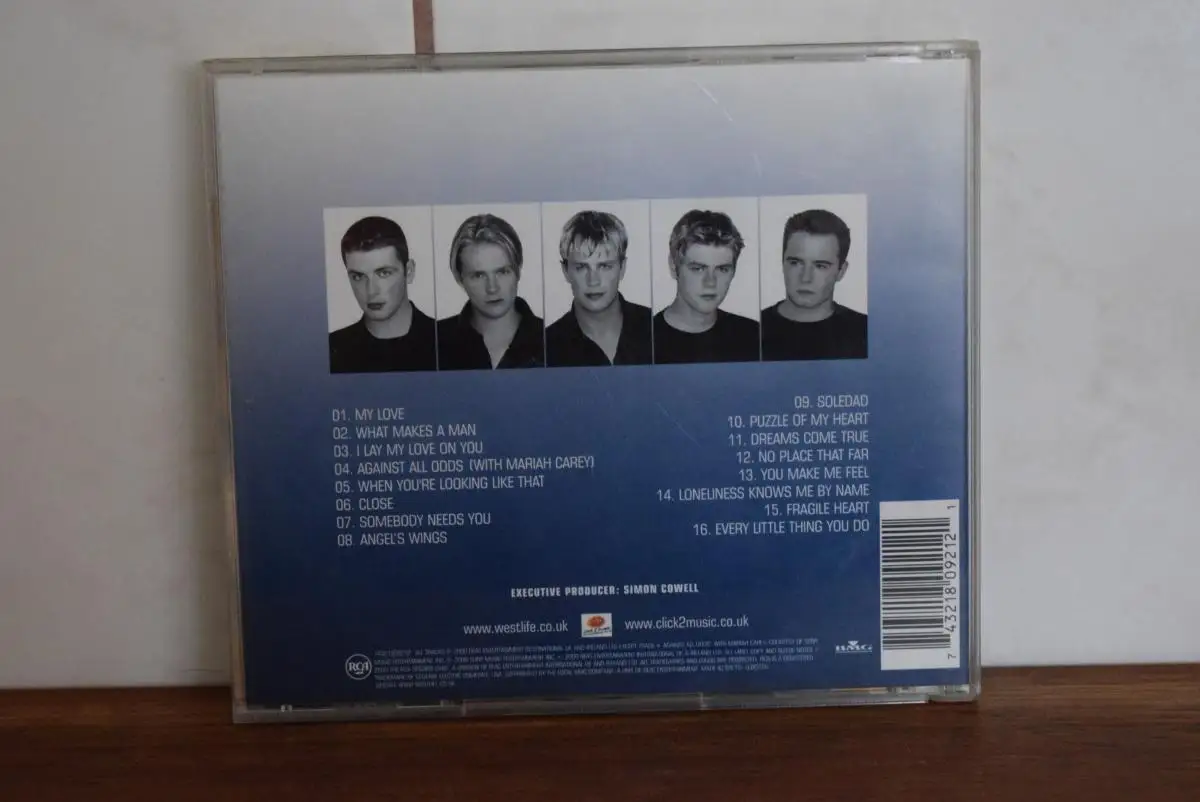 01. MY LOVE
02. WHAT MAKES A MAN
03. I LAY MY LOVE ON YOU
04. AGAINST ALL ODDS (WITH MARIAH CAREY)
05. WHEN YOU'RE LOOKING LIKE THAT
06. CLOSE
07. SOMEBODY NEEDS YOU
08. ANGEL'S WINGS
09. SOLEDAD
10. PUZZLE OF MY HEART
11. DREAMS COME TRUE
12. NO PLACE THAT FAR
13. YOU MAKE ME FEEL
14. LONELINESS KNOWS ME BY NAME
15. FRAGILE HEART
16. EVERY LITTLE THING YOU DO
EXECUTIVE PRODUCER: SIMON COWELL
www.westlife.co.uk
www.click2music.co.uk
RCA
BMG
7 43218 09212 1